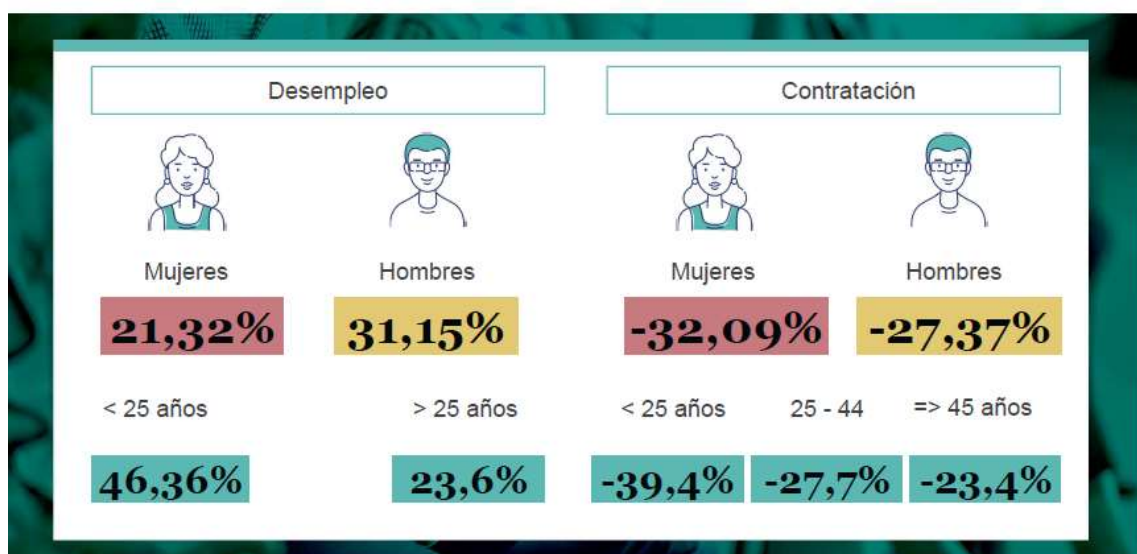 Desempleo
Contratación
Mujeres
Hombres
Mujeres
Hombres
21,32%
31,15%
-32,09%
-27,37%
< 25 años
> 25 años
< 25 años
25 - 44
=> 45 años
46,36%
23,6%
-39,4%
-27,7%
-23,4%